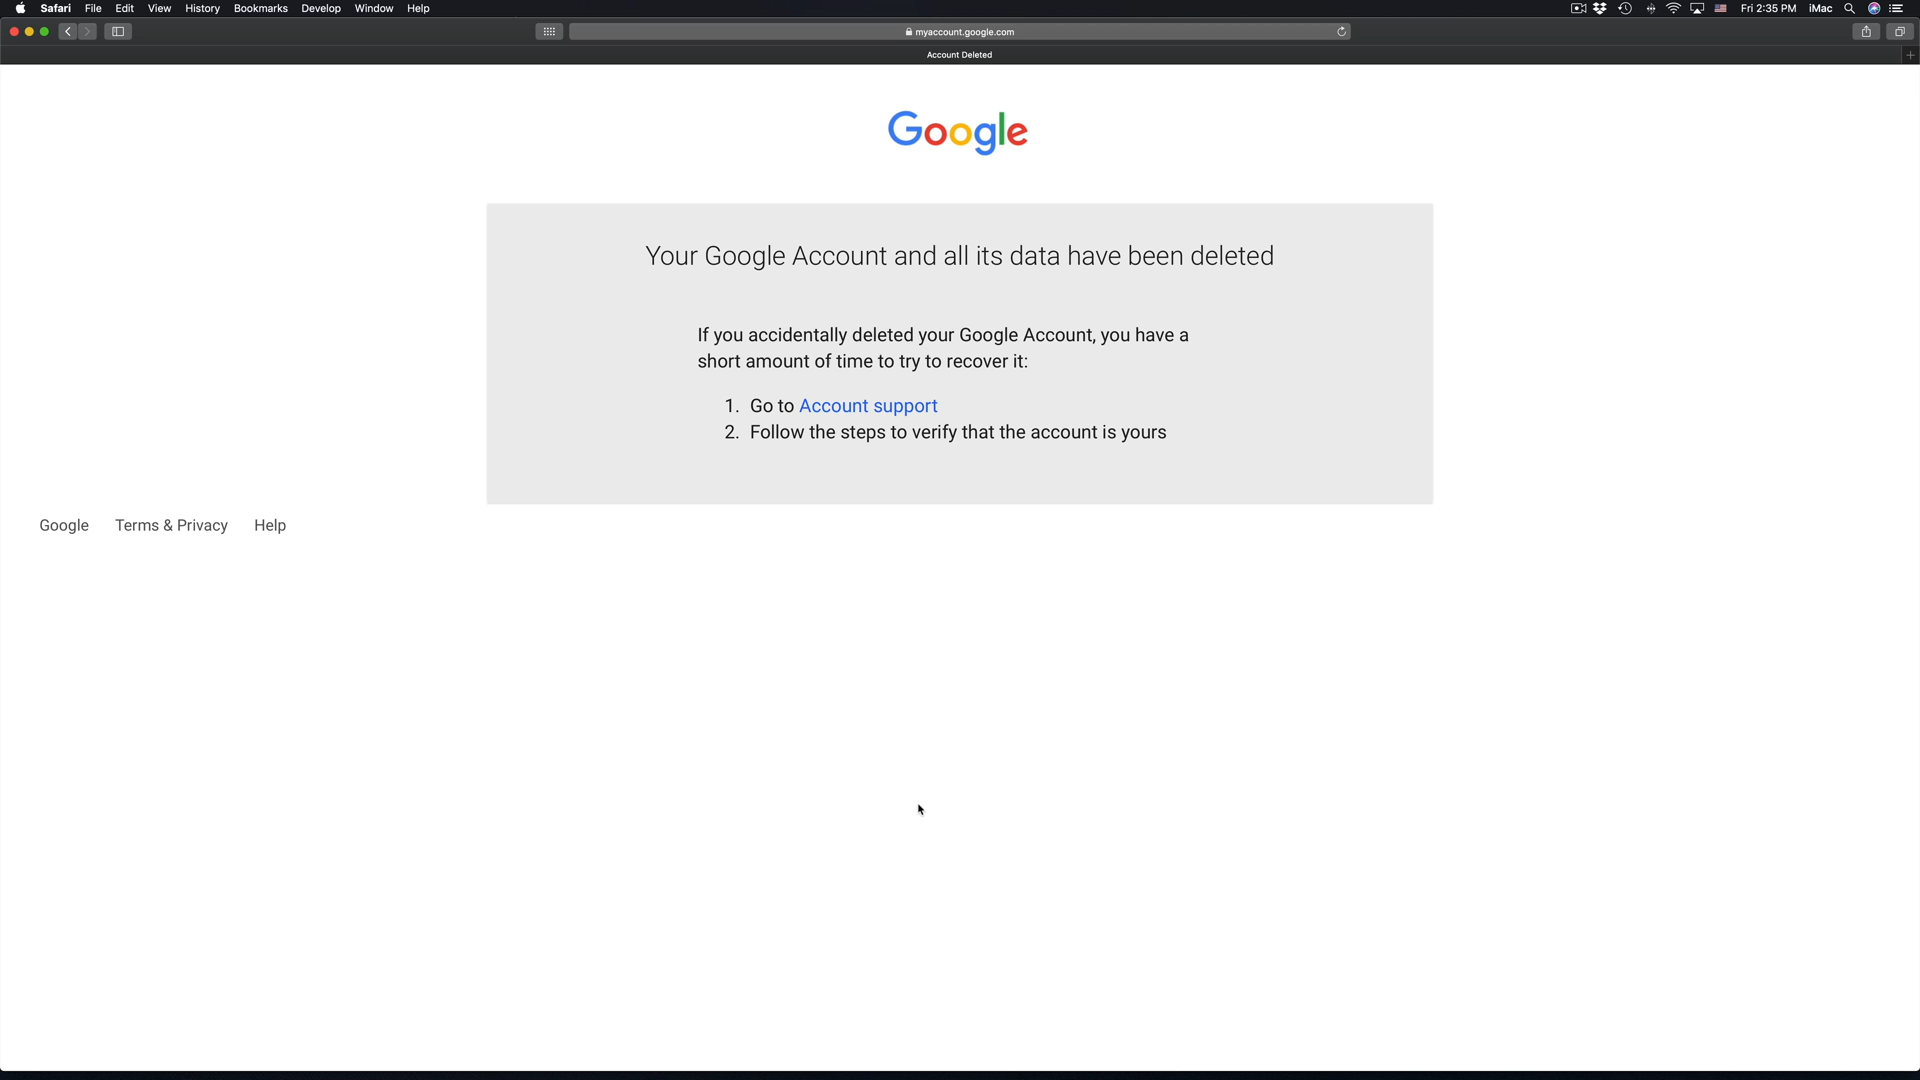 Safari File Edit View History Bookmarks Develop Window Help Fri 2:35 PM iMac
myaccount.google.com
Account Deleted
Google
Your Google Account and all its data have been deleted
If you accidentally deleted your Google Account, you have a
short amount of time to try to recover it:
1. Go to Account support
2. Follow the steps to verify that the account is yours
Google Terms & Privacy Help